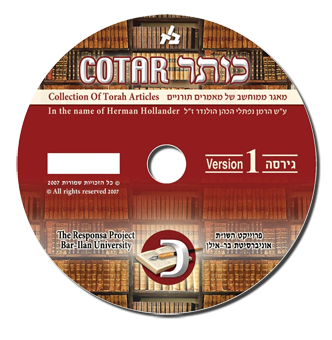 COTAR כותר
Collection Of Torah Articles מאגר ממוחשב של מאמרים תורניים
In the name of Herman Hollander ע"ש הרמן נפתלי הכהן הולנדר ז"ל
Version 1 גירסה
© כל הזכויות שמורות 2007
© All rights reserved 2007
The Responsa Project פרוייקט השו"ת
Bar-Ilan University אוניברסיטת בר-אילן
כ